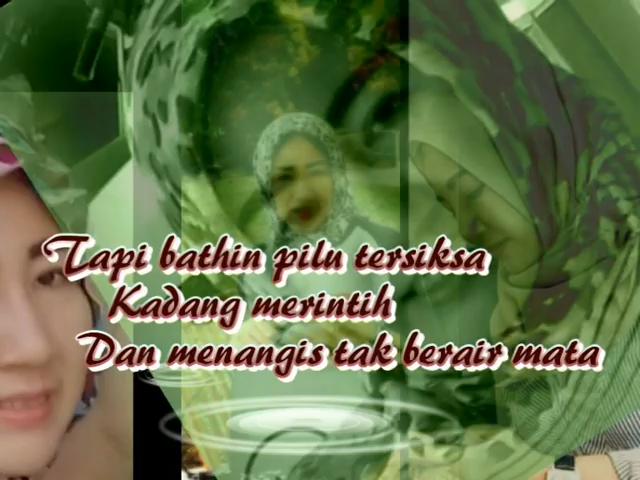 Tapi bathin pilu tersiksa
Kadang merintih
Dan menangis tak berair mata